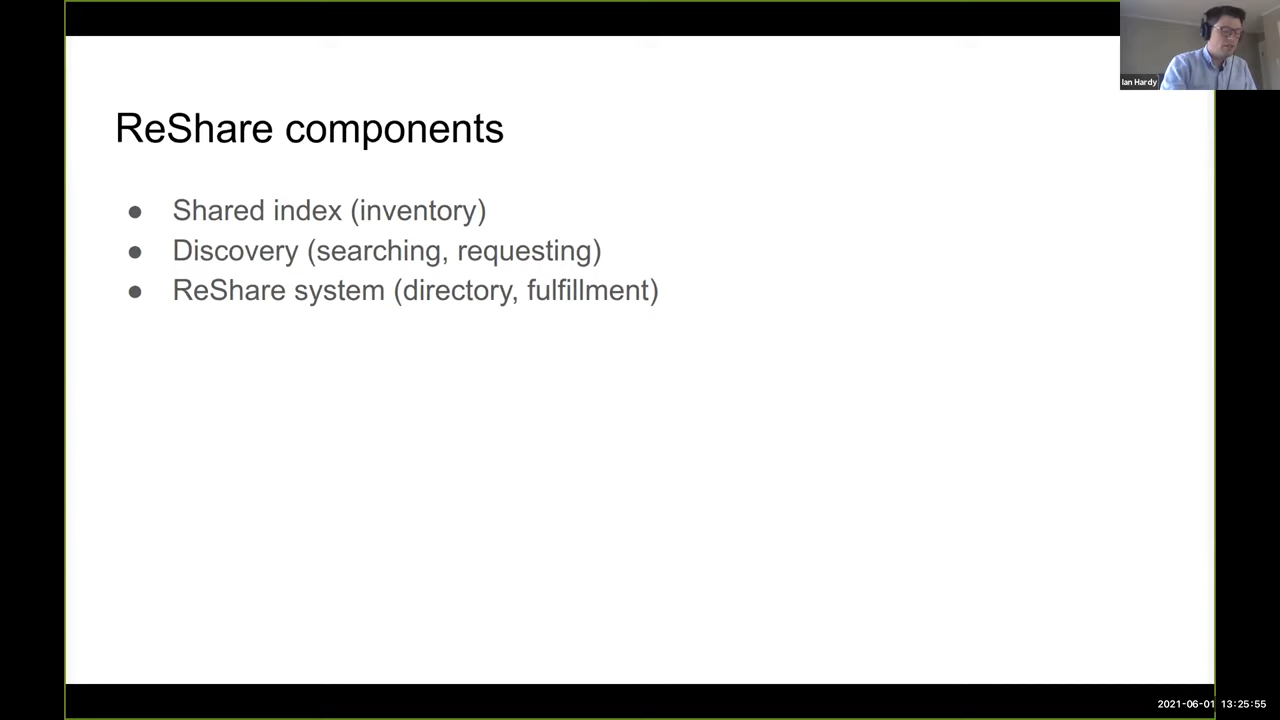 Ian Hardy
ReShare components
● Shared index (inventory)
● Discovery (searching, requesting)
● ReShare system (directory, fulfillment)
2021-06-01 13:25:55